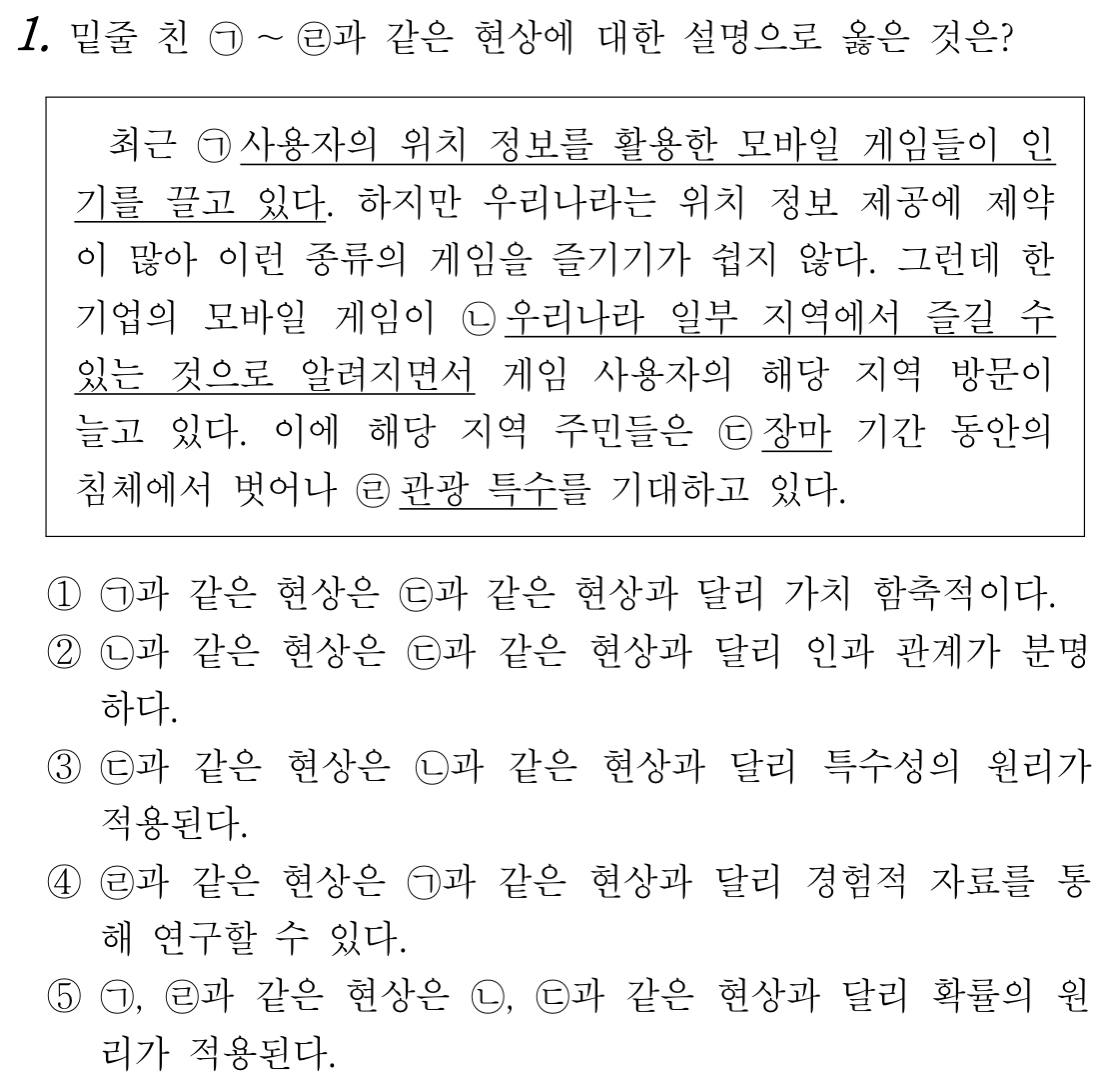 1. 밑줄 친 ㉠ ~ ㉣과 같은 현상에 대한 설명으로 옳은 것은?
최근 ㉠사용자의 위치 정보를 활용한 모바일 게임들이 인
기를 끌고 있다. 하지만 우리나라는 위치 정보 제공에 제약
이 많아 이런 종류의 게임을 즐기기가 쉽지 않다. 그런데 한
기업의 모바일 게임이 ㉡우리나라 일부 지역에서 즐길 수
있는 것으로 알려지면서 게임 사용자의 해당 지역 방문이
늘고 있다. 이에 해당 지역 주민들은 ㉢장마 기간 동안의
침체에서 벗어나 ㉣관광 특수를 기대하고 있다.
① ㉠과 같은 현상은 ㉢과 같은 현상과 달리 가치 함축적이다.
② ㉡과 같은 현상은 ㉢과 같은 현상과 달리 인과 관계가 분명
하다.
③ ㉢과 같은 현상은 ㉡과 같은 현상과 달리 특수성의 원리가
적용된다.
④ ㉣과 같은 현상은 ㉠과 같은 현상과 달리 경험적 자료를 통
해 연구할 수 있다.
⑤ ㉠, ㉣과 같은 현상은 ㉡, ㉢과 같은 현상과 달리 확률의 원
리가 적용된다.